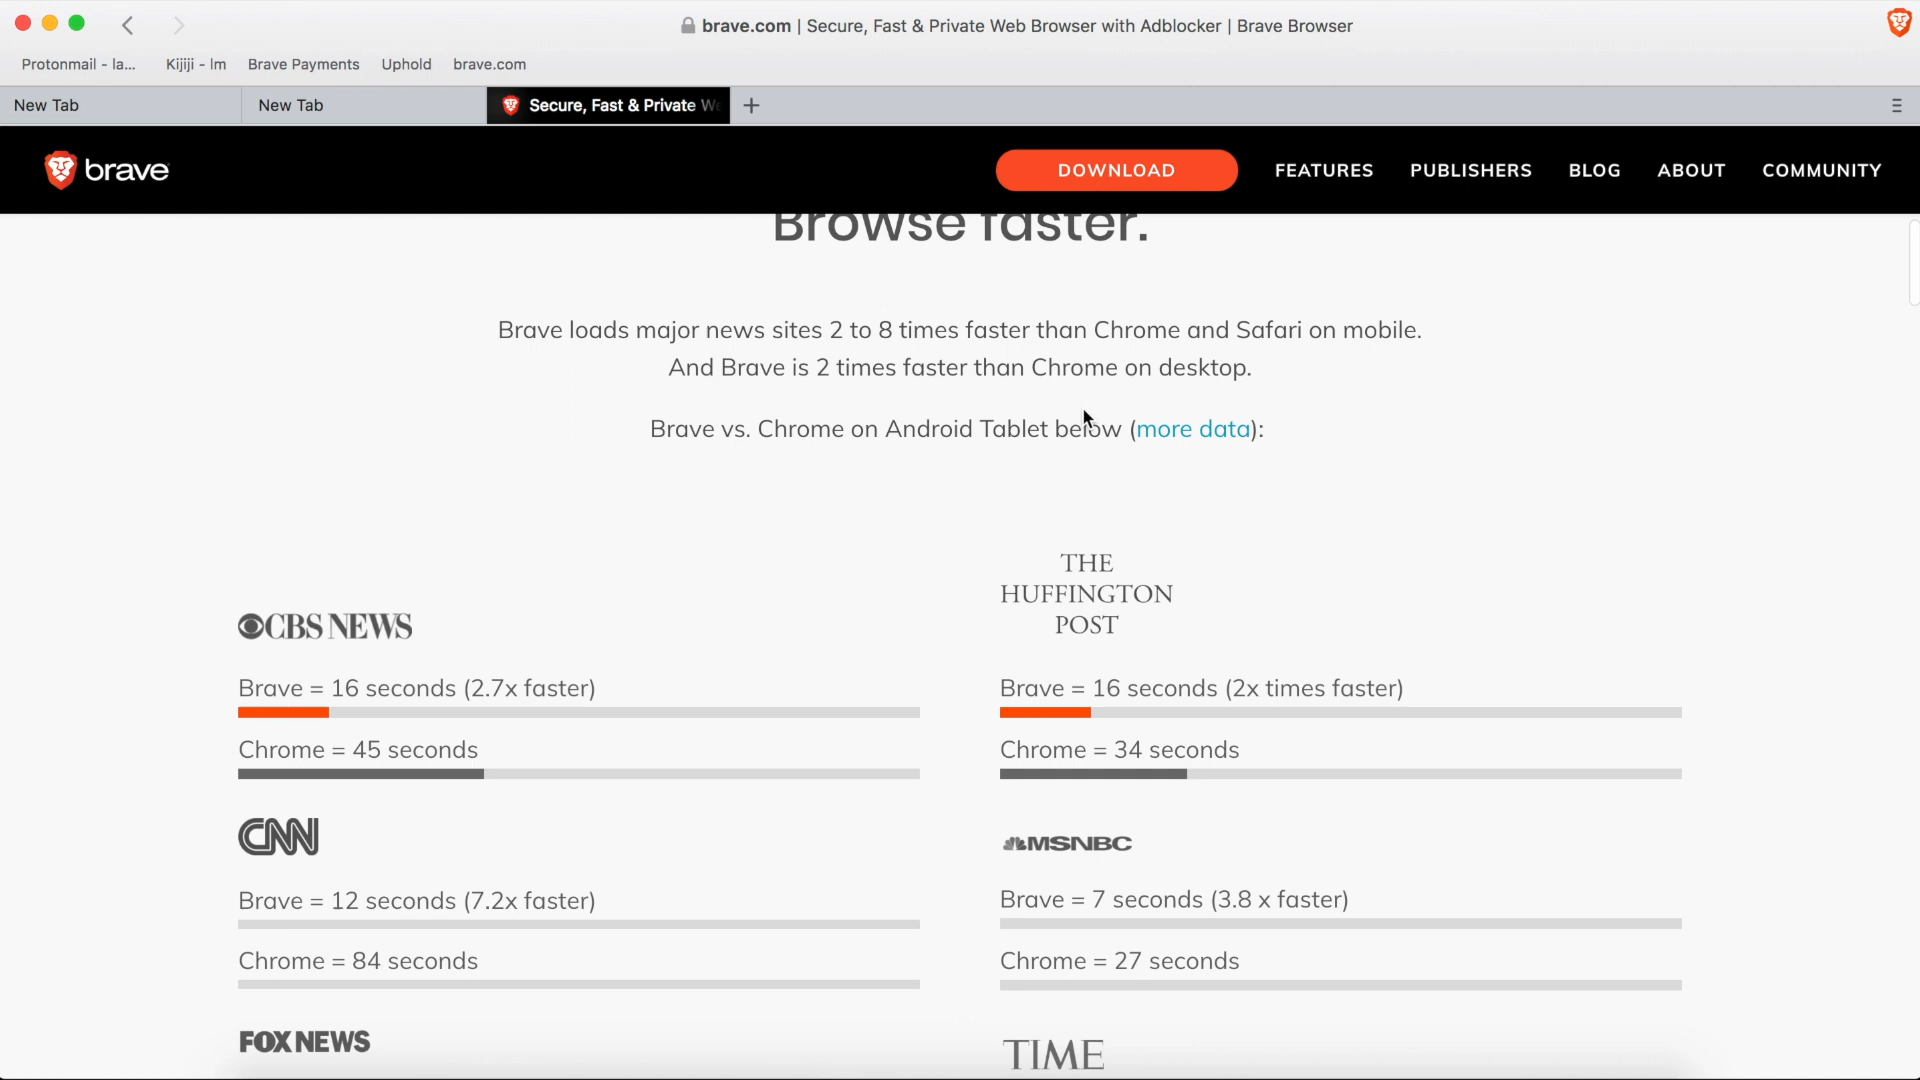 brave.com | Secure, Fast & Private Web Browser with Adblocker | Brave Browser
Protonmail - la... Kijiji - Im Brave Payments Uphold brave.com
New Tab New Tab Secure, Fast & Private We +
brave DOWNLOAD FEATURES PUBLISHERS BLOG ABOUT COMMUNITY
Browse faster.
Brave loads major news sites 2 to 8 times faster than Chrome and Safari on mobile.
And Brave is 2 times faster than Chrome on desktop.
Brave vs. Chrome on Android Tablet below (more data):
CBS NEWS
Brave = 16 seconds (2.7x faster)
Chrome = 45 seconds
THE
HUFFINGTON
POST
Brave = 16 seconds (2x times faster)
Chrome = 34 seconds
CNN
Brave = 12 seconds (7.2x faster)
Chrome = 84 seconds
MSNBC
Brave = 7 seconds (3.8 x faster)
Chrome = 27 seconds
FOX NEWS
TIME